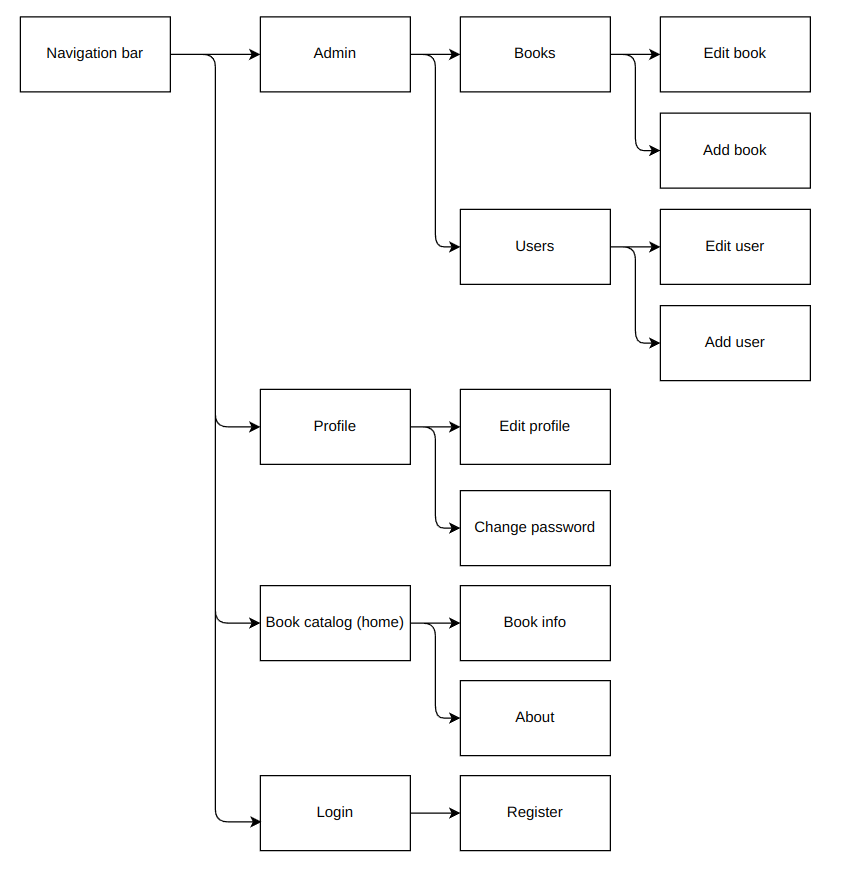 Navigation bar
Admin
Books
Edit book
Add book
Users
Edit user
Add user
Profile
Edit profile
Change password
Book catalog (home)
Book info
About
Login
Register